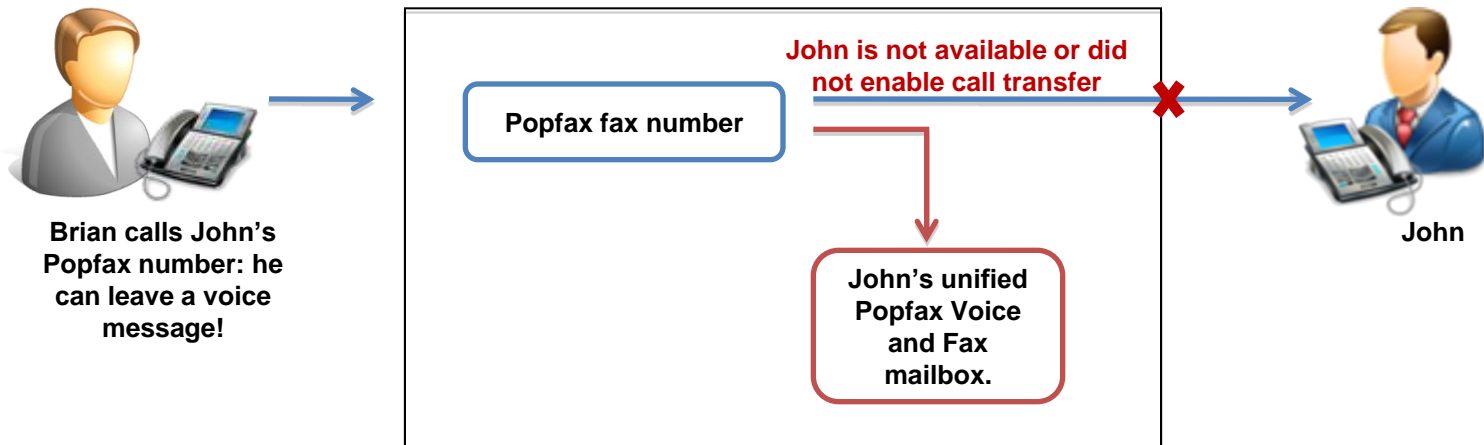 John is not available or did
not enable call transfer
Popfax fax number
Brian calls John’s
Popfax number: he
can leave a voice
message!
John
John’s unified
Popfax Voice
and Fax
mailbox.